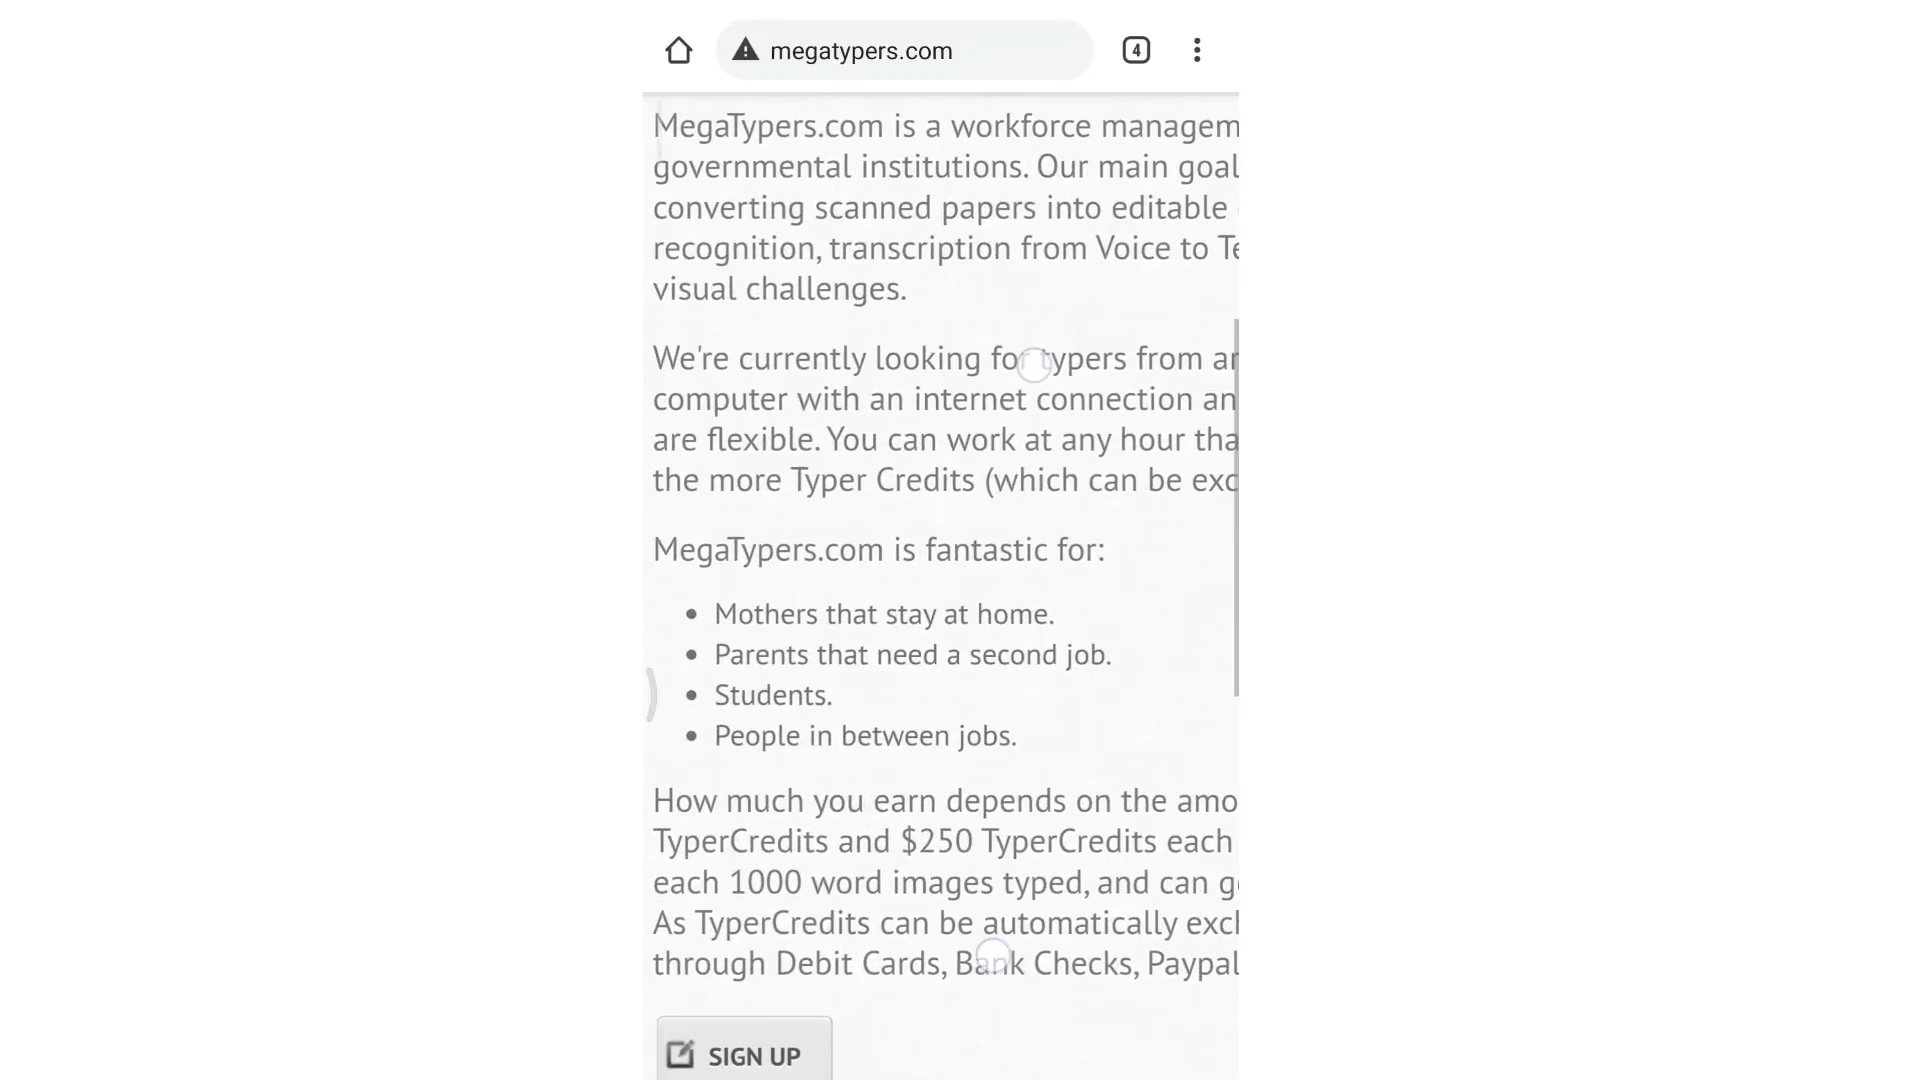 megatypers.com
4
MegaTypers.com is a workforce managem
governmental institutions. Our main goal
converting scanned papers into editable
recognition, transcription from Voice to Te
visual challenges.
We're currently looking for typers from an
computer with an internet connection an
are flexible. You can work at any hour tha
the more Typer Credits (which can be exc
MegaTypers.com is fantastic for:
• Mothers that stay at home.
• Parents that need a second job.
• Students.
• People in between jobs.
How much you earn depends on the amo
TyperCredits and $250 TyperCredits each
each 1000 word images typed, and can g
As TyperCredits can be automatically exch
through Debit Cards, Bank Checks, Paypal
SIGN UP